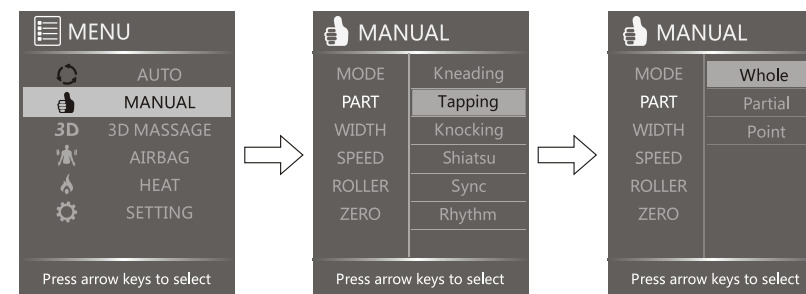 MENU
AUTO
MANUAL
3D 3D MASSAGE
AIRBAG
HEAT
SETTING
Press arrow keys to select
MANUAL
MODE Kneading
PART Tapping
WIDTH Knocking
SPEED Shiatsu
ROLLER Sync
ZERO Rhythm
Press arrow keys to select
MANUAL
MODE Whole
PART Partial
WIDTH Point
SPEED
ROLLER
ZERO
Press arrow keys to select